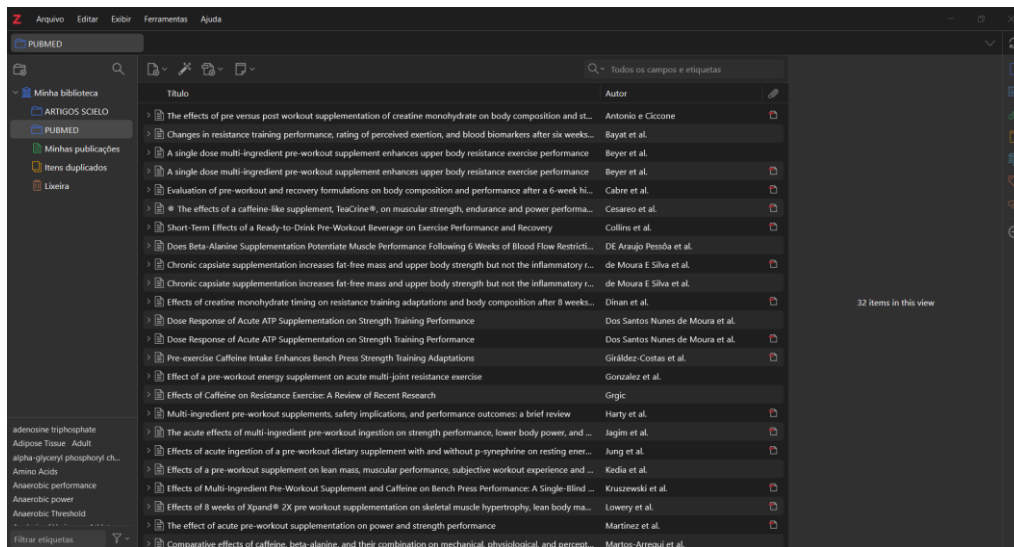 Z Arquivo Editar Exibir Ferramentas Ajuda
PUBMED
Todos os campos e etiquetas
Minha biblioteca
ARTIGOS SCIELO
PUBMED
Minhas publicações
Itens duplicados
Lixeira
Título Autor
The effects of pre versus post workout supplementation of creatine monohydrate on body composition and st... Antonio e Ciccone
Changes in resistance training performance, rating of perceived exertion, and blood biomarkers after six weeks... Bayat et al.
A single dose multi-ingredient pre-workout supplement enhances upper body resistance exercise performance Beyer et al.
A single dose multi-ingredient pre-workout supplement enhances upper body resistance exercise performance Beyer et al.
Evaluation of pre-workout and recovery formulations on body composition and performance after a 6-week hi... Cabre et al.
® The effects of a caffeine-like supplement, TeaCrine®, on muscular strength, endurance and power performa... Cesareo et al.
Short-Term Effects of a Ready-to-Drink Pre-Workout Beverage on Exercise Performance and Recovery Collins et al.
Does Beta-Alanine Supplementation Potentiate Muscle Performance Following 6 Weeks of Blood Flow Restricti... DE Araujo Pessôa et al.
Chronic capsiate supplementation increases fat-free mass and upper body strength but not the inflammatory r... de Moura E Silva et al.
Chronic capsiate supplementation increases fat-free mass and upper body strength but not the inflammatory r... de Moura E Silva et al.
Effects of creatine monohydrate timing on resistance training adaptations and body composition after 8 weeks... Dinan et al.
Dose Response of Acute ATP Supplementation on Strength Training Performance Dos Santos Nunes de Moura et al.
Dose Response of Acute ATP Supplementation on Strength Training Performance Dos Santos Nunes de Moura et al.
Pre-exercise Caffeine Intake Enhances Bench Press Strength Training Adaptations Giráldez-Costas et al.
Effect of a pre-workout energy supplement on acute multi-joint resistance exercise Gonzalez et al.
Effects of Caffeine on Resistance Exercise: A Review of Recent Research Grgic
Multi-ingredient pre-workout supplements, safety implications, and performance outcomes: a brief review Harty et al.
The acute effects of multi-ingredient pre-workout ingestion on strength performance, lower body power, and ... Jagim et al.
Effects of acute ingestion of a pre-workout dietary supplement with and without p-synephrine on resting ener... Jung et al.
Effects of a pre-workout supplement on lean mass, muscular performance, subjective workout experience and ... Kedia et al.
Effects of Multi-Ingredient Pre-Workout Supplement and Caffeine on Bench Press Performance: A Single-Blind ... Kruszewski et al.
Effects of 8 weeks of Xpand® 2X pre workout supplementation on skeletal muscle hypertrophy, lean body ma... Lowery et al.
The effect of acute pre-workout supplementation on power and strength performance Martinez et al.
Comparative effects of caffeine, beta-alanine, and their combination on mechanical, physiological, and percept... Martos-Arregui et al.
32 items in this view
adenosine triphosphate
Adipose Tissue Adult
alpha-glyceryl phosphoryl ch...
Amino Acids
Anaerobic performance
Anaerobic power
Anaerobic Threshold
Filtrar etiquetas